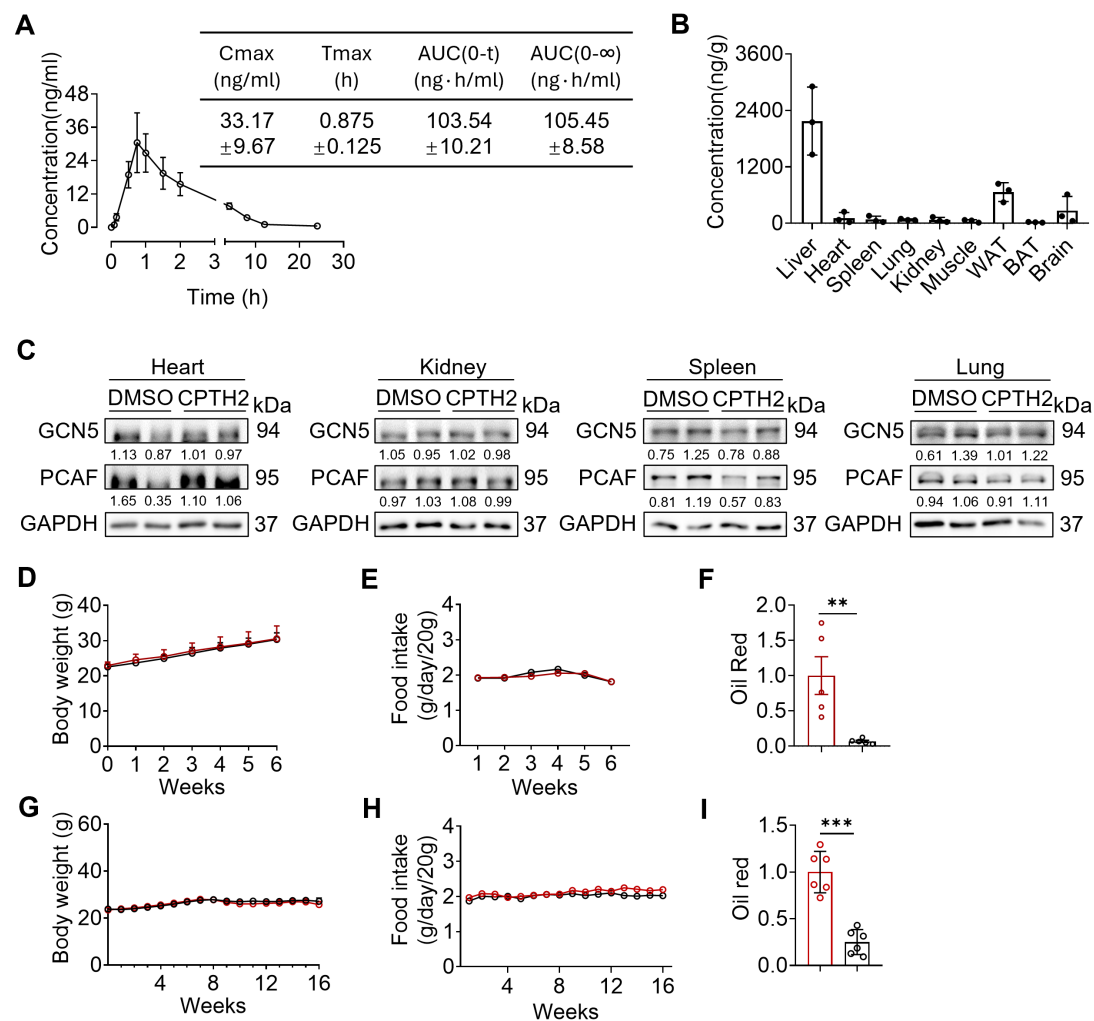 A
Concentration(ng/ml)
48
36
24
12
0
0 1 2 3 10 20 30
Time (h)
Cmax Tmax AUC(0-t) AUC(0-∞)
(ng/ml) (h) (ng·h/ml) (ng·h/ml)
33.17 0.875 103.54 105.45
±9.67 ±0.125 ±10.21 ±8.58
B
Concentration(ng/g)
3600
2400
1200
0
Liver Heart Spleen Lung Kidney Muscle WAT BAT Brain
C
Heart
DMSO CPTH2 kDa
GCN5 94
1.13 0.87 1.01 0.97
PCAF 95
1.65 0.35 1.10 1.06
GAPDH 37
Kidney
DMSO CPTH2 kDa
GCN5 94
1.05 0.95 1.02 0.98
PCAF 95
0.97 1.03 1.08 0.99
GAPDH 37
Spleen
DMSO CPTH2 kDa
GCN5 94
0.75 1.25 0.78 0.88
PCAF 95
0.81 1.19 0.57 0.83
GAPDH 37
Lung
DMSO CPTH2 kDa
GCN5 94
0.61 1.39 1.01 1.22
PCAF 95
0.94 1.06 0.91 1.11
GAPDH 37
D
Body weight (g)
40
30
20
10
0
0 1 2 3 4 5 6
Weeks
E
Food intake
(g/day/20g)
4
3
2
1
0
1 2 3 4 5 6
Weeks
F
Oil Red
2.0
1.5
1.0
0.5
0.0
**
G
Body weight (g)
60
40
20
0
4 8 12 16
Weeks
H
Food intake
(g/day/20g)
4
3
2
1
0
4 8 12 16
Weeks
I
Oil red
1.5
1.0
0.5
0.0
***